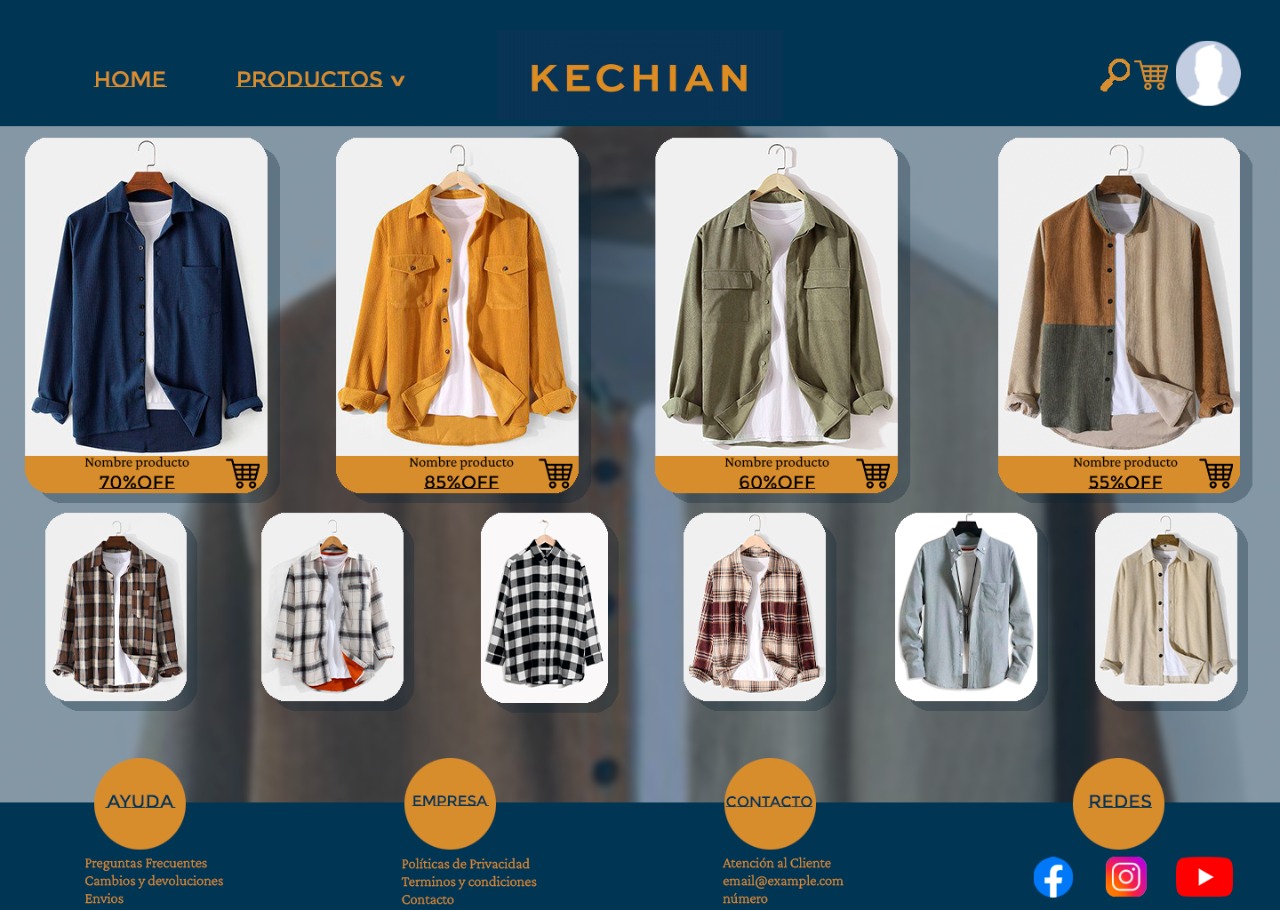 HOME
PRODUCTOS v
KECHIAN
Nombre producto
70%OFF
Nombre producto
85%OFF
Nombre producto
60%OFF
Nombre producto
55%OFF
AYUDA
Preguntas Frecuentes
Cambios y devoluciones
Envios
EMPRESA
Políticas de Privacidad
Terminos y condiciones
Contacto
CONTACTO
Atención al Cliente
email@example.com
número
REDES